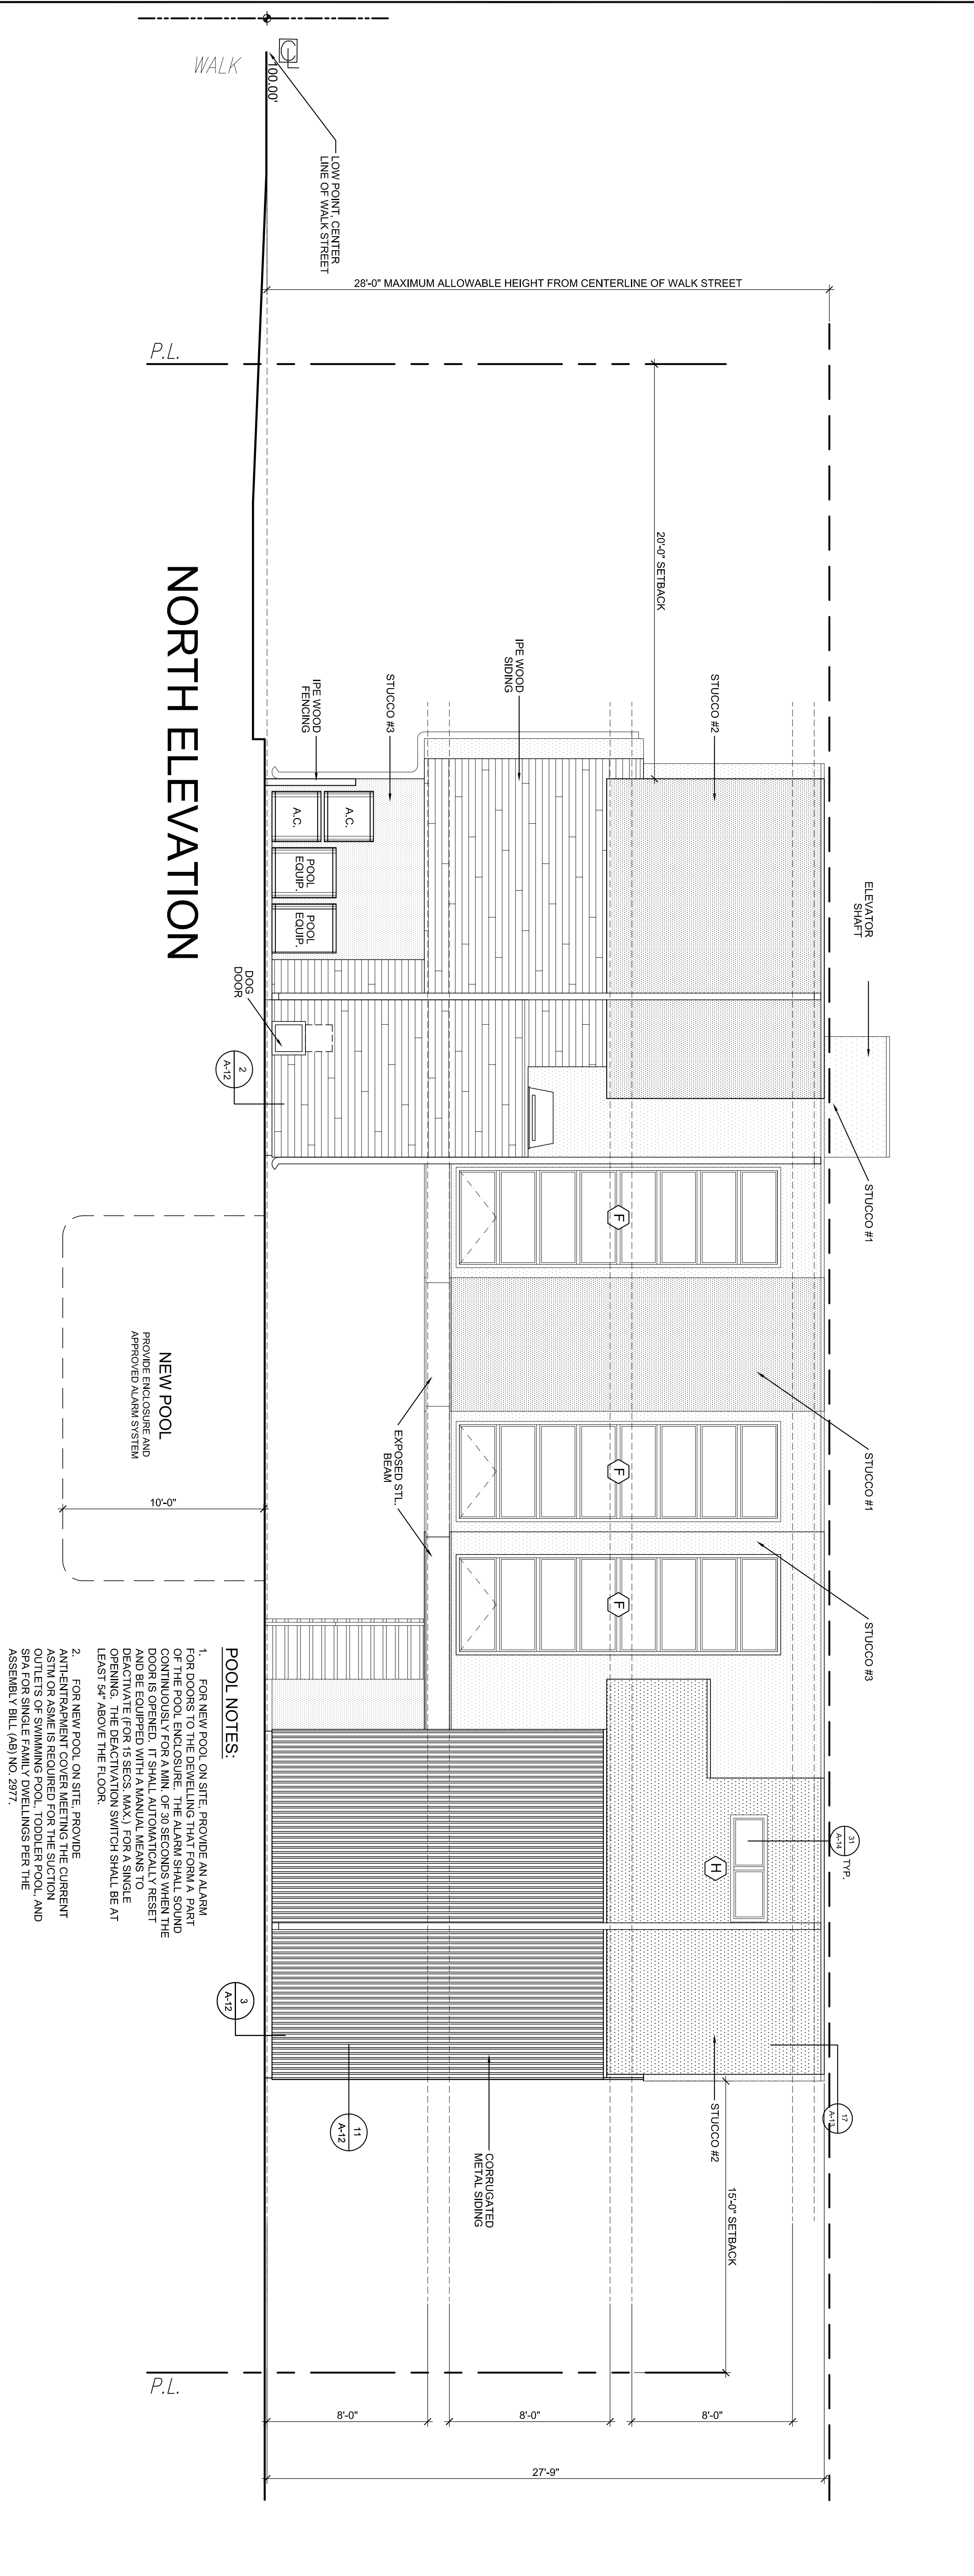 WALK
100.00'
CL
LOW POINT, CENTER
LINE OF WALK STREET
28'-0" MAXIMUM ALLOWABLE HEIGHT FROM CENTERLINE OF WALK STREET
P.L.
20'-0" SETBACK
NORTH ELEVATION
IPE WOOD
FENCING
STUCCO #3
IPE WOOD
SIDING
STUCCO #2
A.C.
A.C.
POOL
EQUIP.
POOL
EQUIP.
ELEVATOR
SHAFT
DOG
DOOR
2
A-12
STUCCO #1
F
NEW POOL
PROVIDE ENCLOSURE AND
APPROVED ALARM SYSTEM
10'-0"
EXPOSED STL.
BEAM
STUCCO #1
F
STUCCO #3
F
POOL NOTES:
1. FOR NEW POOL ON SITE, PROVIDE AN ALARM
FOR DOORS TO THE DEWELLING THAT FORM A PART
OF THE POOL ENCLOSURE. THE ALARM SHALL SOUND
CONTINUOUSLY FOR A MIN. OF 30 SECONDS WHEN THE
DOOR IS OPENED. IT SHALL AUTOMATICALLY RESET
AND BE EQUIPPED WITH A MANUAL MEANS TO
DEACTIVATE (FOR 15 SECS. MAX.) FOR A SINGLE
OPENING. THE DEACTIVATION SWITCH SHALL BE AT
LEAST 54" ABOVE THE FLOOR.
2. FOR NEW POOL ON SITE, PROVIDE
ANTI-ENTRAPMENT COVER MEETING THE CURRENT
ASTM OR ASME IS REQUIRED FOR THE SUCTION
OUTLETS OF SWIMMING POOL, TODDLER POOL, AND
SPA FOR SINGLE FAMILY DWELLINGS PER THE
ASSEMBLY BILL (AB) NO. 2977.
H
31
A-14
TYP.
3
A-12
11
A-12
17
A-13
STUCCO #2
CORRUGATED
METAL SIDING
15'-0" SETBACK
P.L.
8'-0"
8'-0"
8'-0"
27'-9"